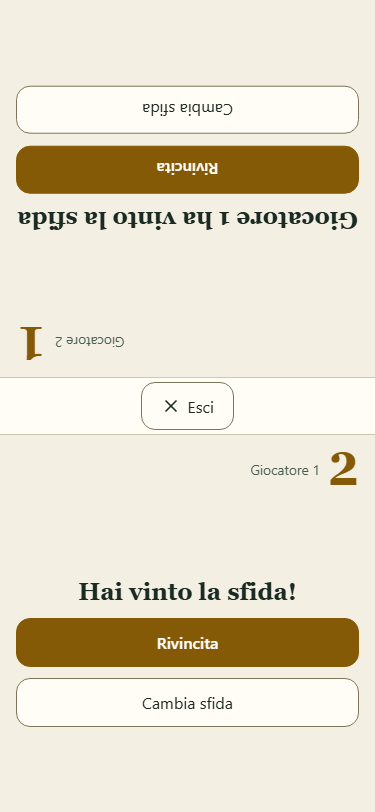 Cambia sfida
Rivincita
Giocatore 1 ha vinto la sfida
1 Giocatore 2
Esci
Giocatore 1 2
Hai vinto la sfida!
Rivincita
Cambia sfida